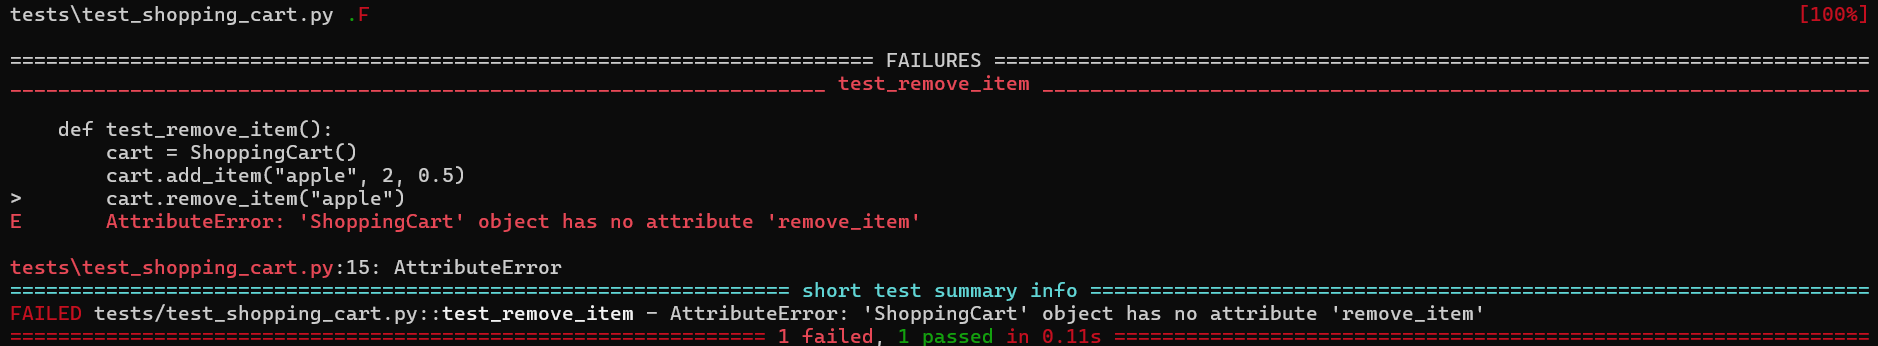 tests\test_shopping_cart.py .F [100%]
======================================================================== FAILURES =========================================================================
____________________________________________________________________ test_remove_item _____________________________________________________________________
    def test_remove_item():
        cart = ShoppingCart()
        cart.add_item("apple", 2, 0.5)
>       cart.remove_item("apple")
E       AttributeError: 'ShoppingCart' object has no attribute 'remove_item'
tests\test_shopping_cart.py:15: AttributeError
================================================================= short test summary info =================================================================
FAILED tests/test_shopping_cart.py::test_remove_item - AttributeError: 'ShoppingCart' object has no attribute 'remove_item'
=============================================================== 1 failed, 1 passed in 0.11s ===============================================================